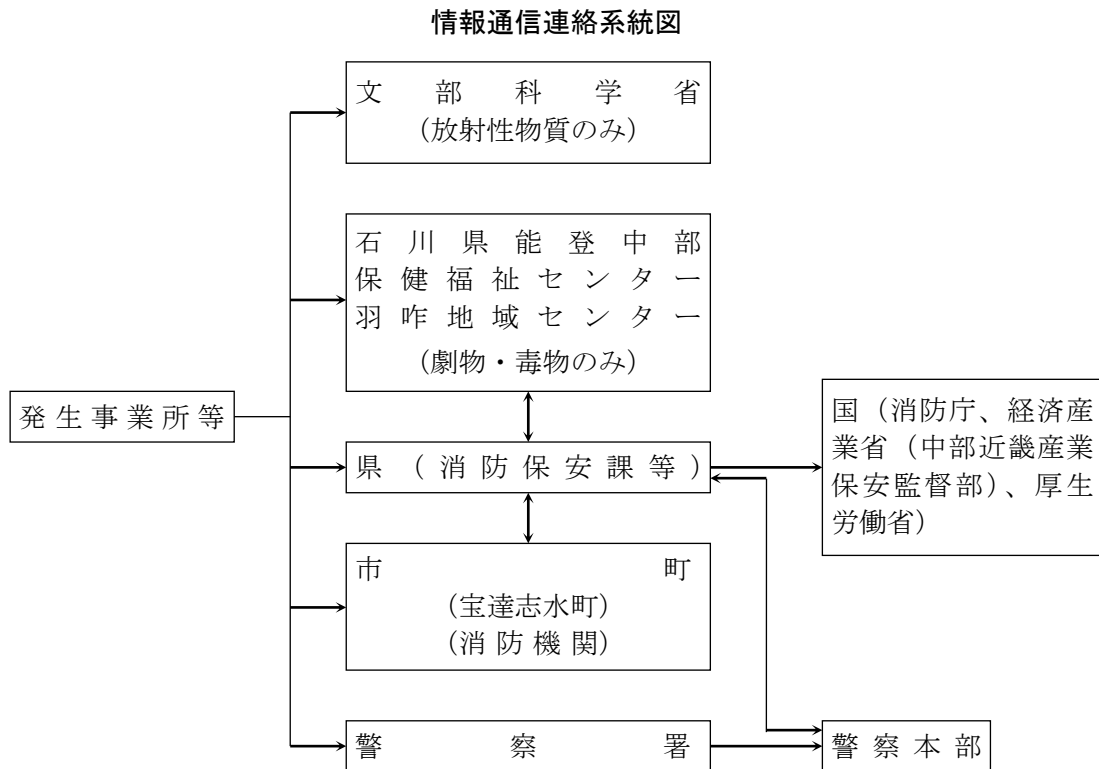 情報通信連絡系統図
文部科学省
（放射性物質のみ）
石川県能登中部
保健福祉センター
羽咋地域センター
（劇物・毒物のみ）
発生事業所等
県（消防保安課等）
国（消防庁、経済産
業省（中部近畿産業
保安監督部）、厚生
労働省）
市町
（宝達志水町）
（消防機関）
警察署
警察本部